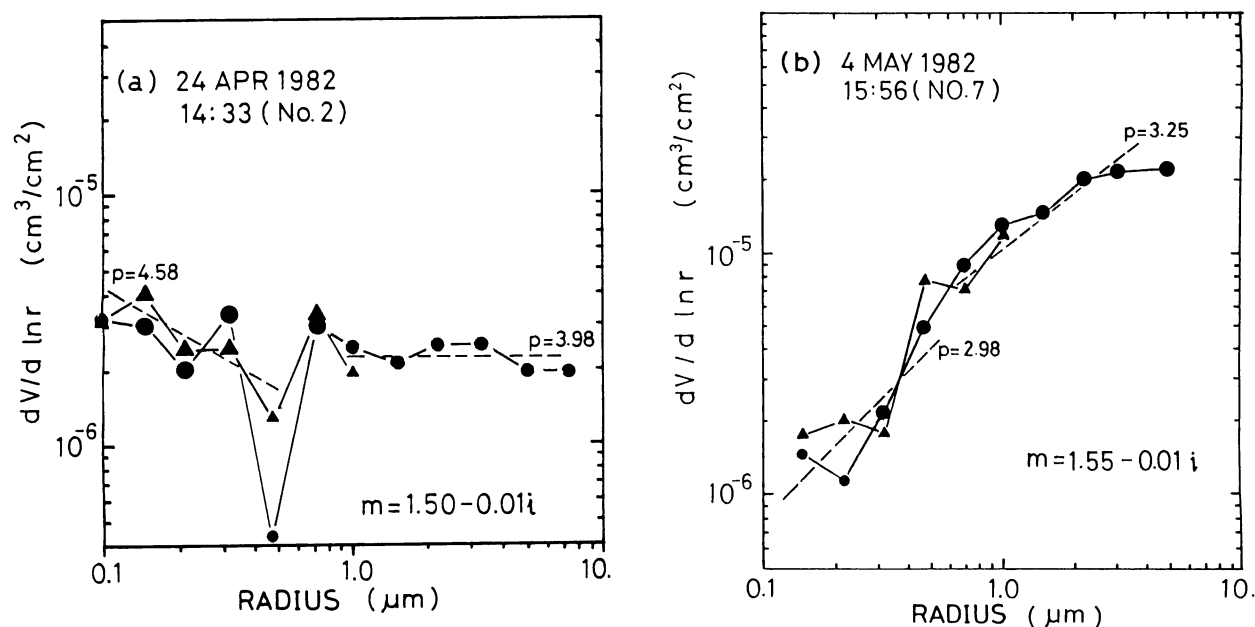 (a) 24 APR 1982
14:33 (No.2)
dV/d lnr (cm³/cm²)
10⁻⁵
10⁻⁶
p=4.58
p=3.98
m=1.50-0.01i
0.1 1.0 10.
RADIUS (μm)
(b) 4 MAY 1982
15:56(NO.7)
dV/d lnr (cm³/cm²)
10⁻⁵
10⁻⁶
p=3.25
p=2.98
m=1.55-0.01i
0.1 1.0 10.
RADIUS (μm)